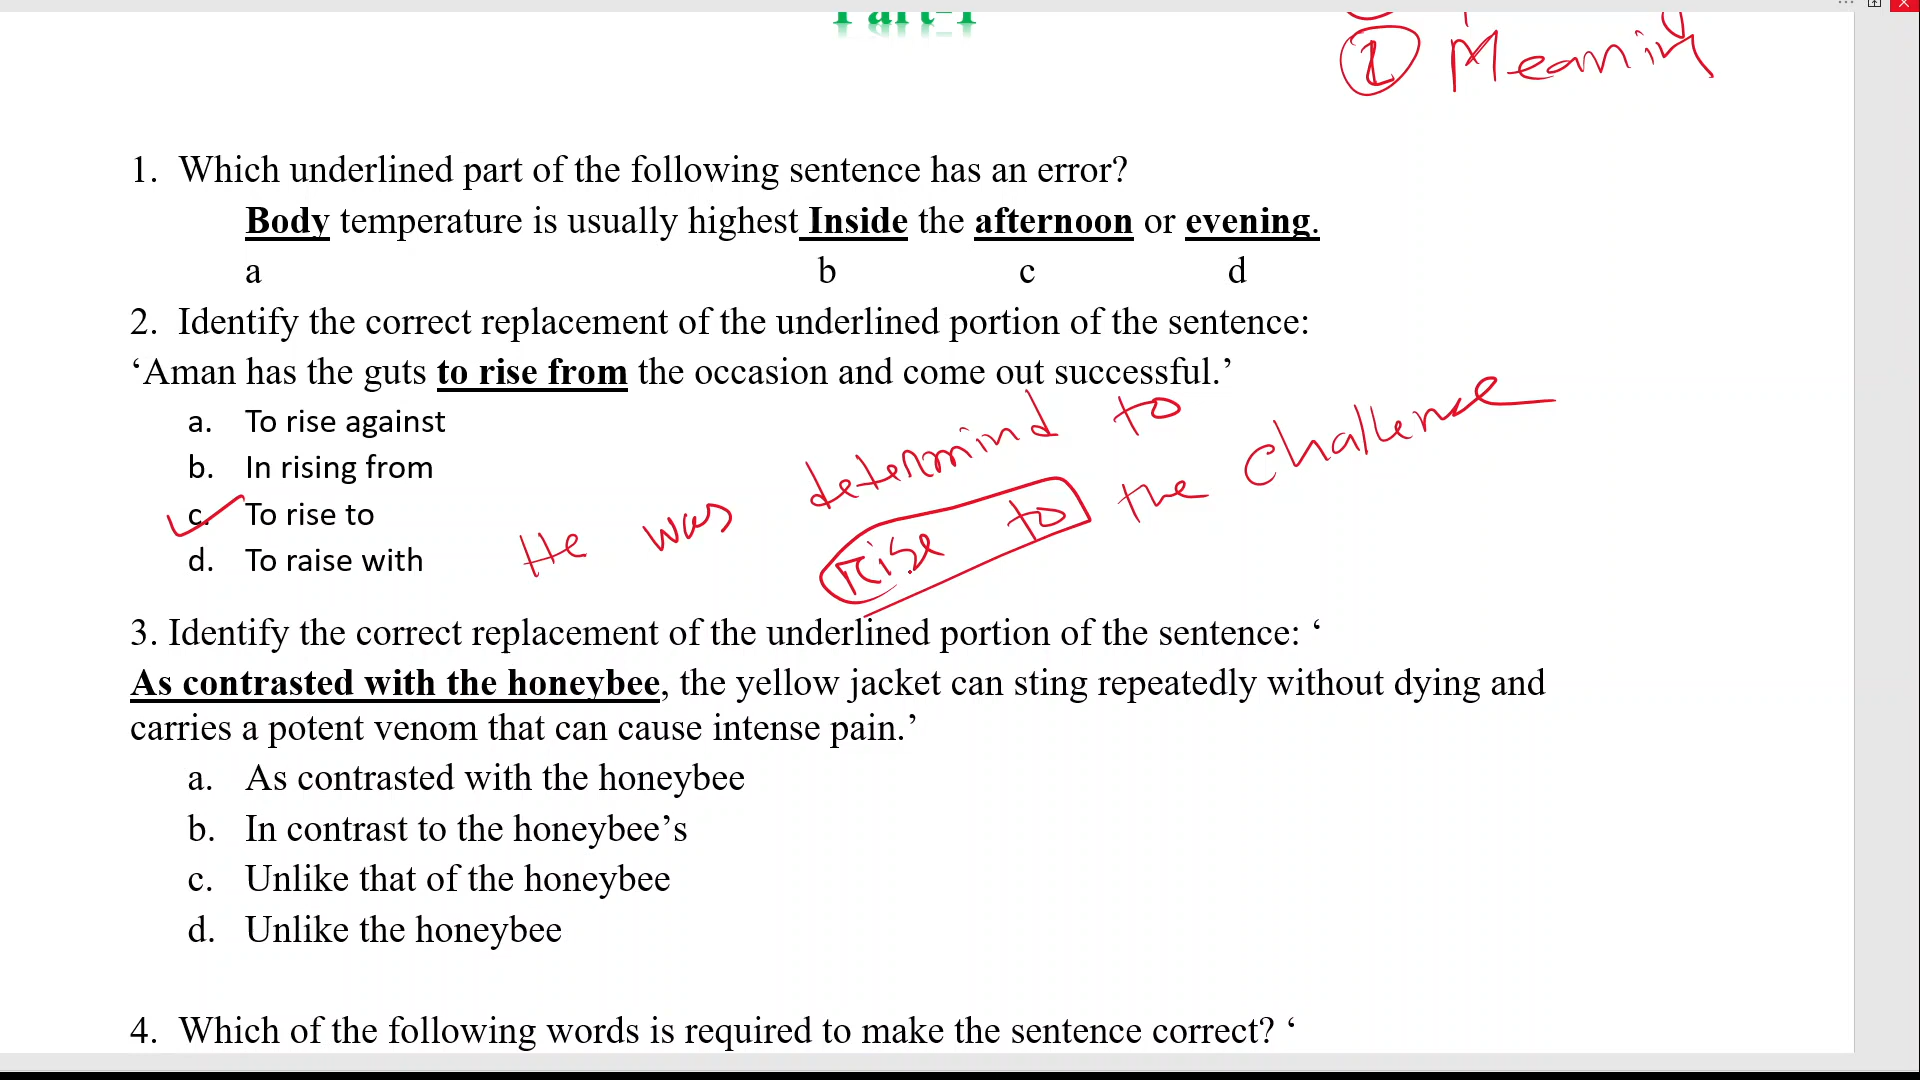 Part-1
① Meaning
1. Which underlined part of the following sentence has an error?
Body temperature is usually highest Inside the afternoon or evening.
a b c d
2. Identify the correct replacement of the underlined portion of the sentence:
‘Aman has the guts to rise from the occasion and come out successful.’
a. To rise against
b. In rising from
c. To rise to
d. To raise with
He was determind to
rise to the challense
3. Identify the correct replacement of the underlined portion of the sentence: ‘
As contrasted with the honeybee, the yellow jacket can sting repeatedly without dying and
carries a potent venom that can cause intense pain.’
a. As contrasted with the honeybee
b. In contrast to the honeybee’s
c. Unlike that of the honeybee
d. Unlike the honeybee
4. Which of the following words is required to make the sentence correct? ‘